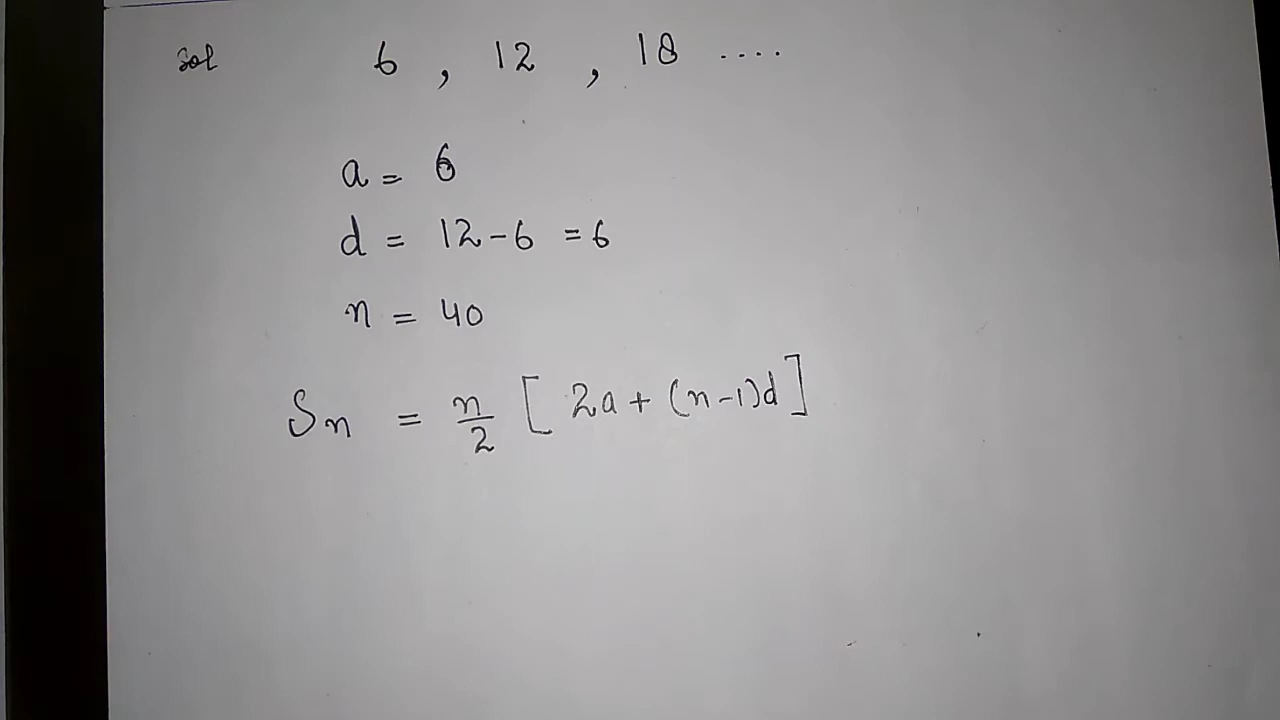 Sol 6 , 12 , 18 ....
a = 6
d = 12-6 = 6
n = 40
Sn = n/2 [ 2a + (n-1)d ]